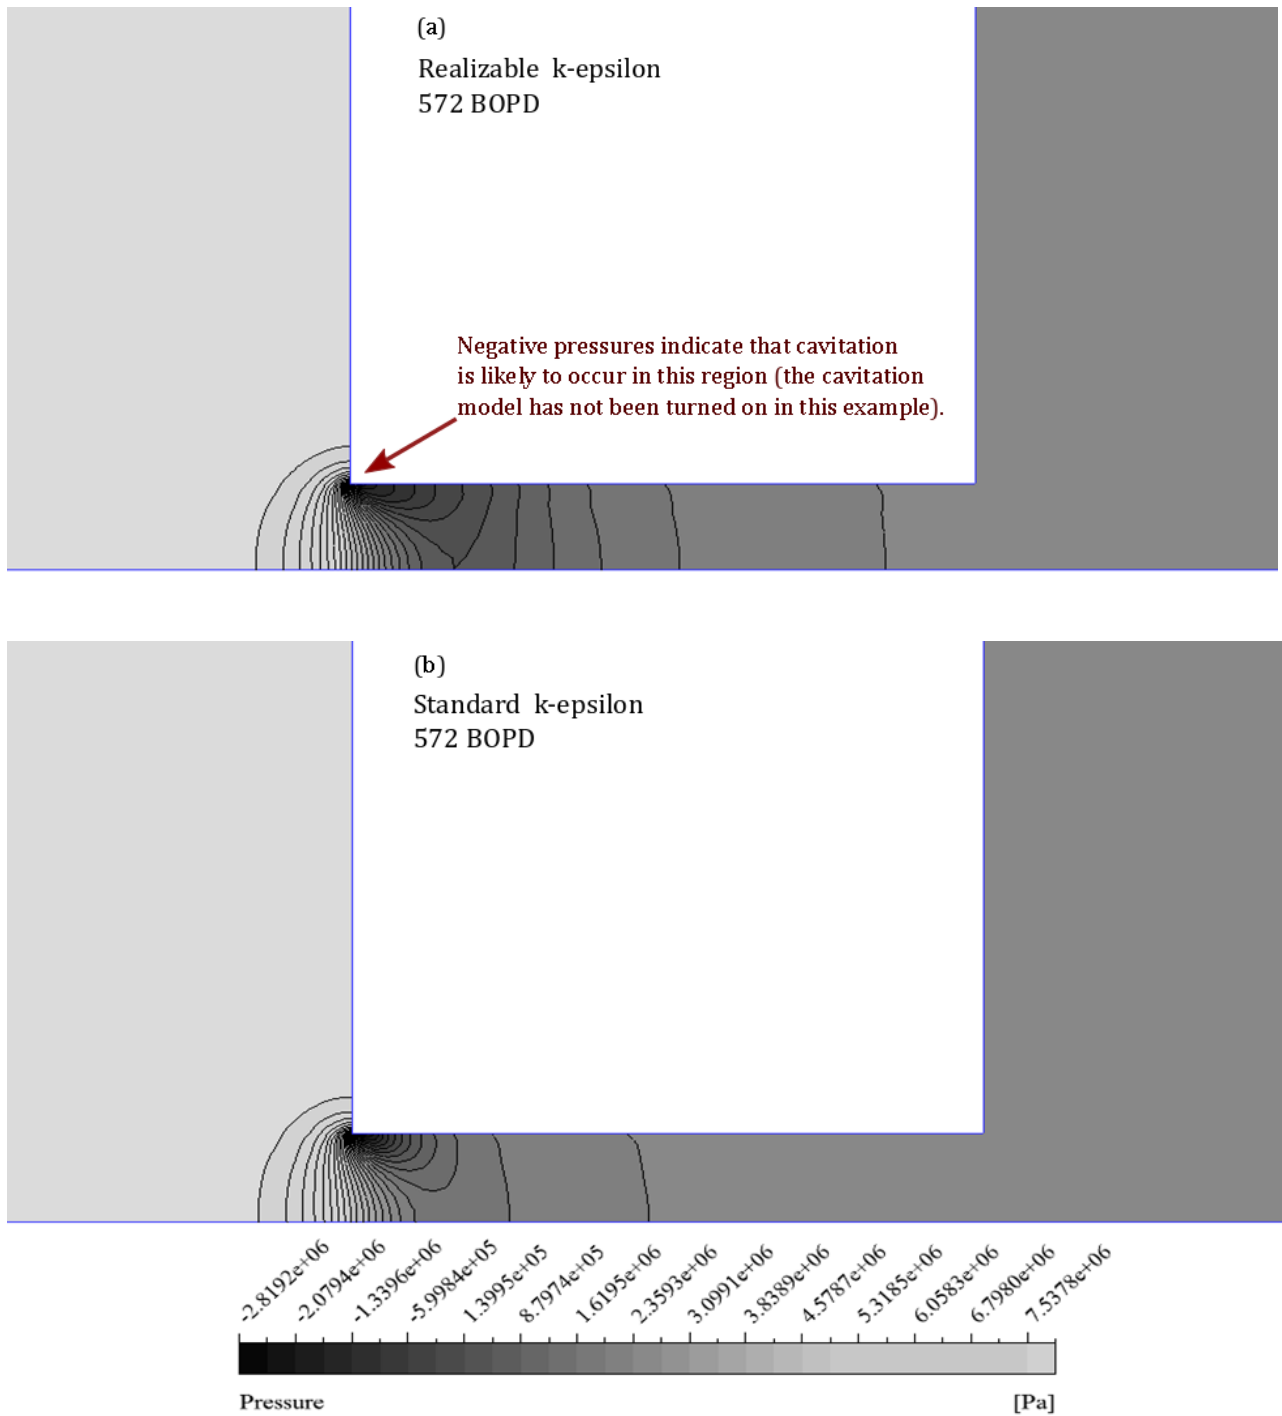 (a)
Realizable k-epsilon
572 BOPD
Negative pressures indicate that cavitation
is likely to occur in this region (the cavitation
model has not been turned on in this example).
(b)
Standard k-epsilon
572 BOPD
-2.8192e+06
-2.0794e+06
-1.3396e+06
-5.9984e+05
1.3995e+05
8.7974e+05
1.6195e+06
2.3593e+06
3.0991e+06
3.8389e+06
4.5787e+06
5.3185e+06
6.0583e+06
6.7980e+06
7.5378e+06
Pressure [Pa]